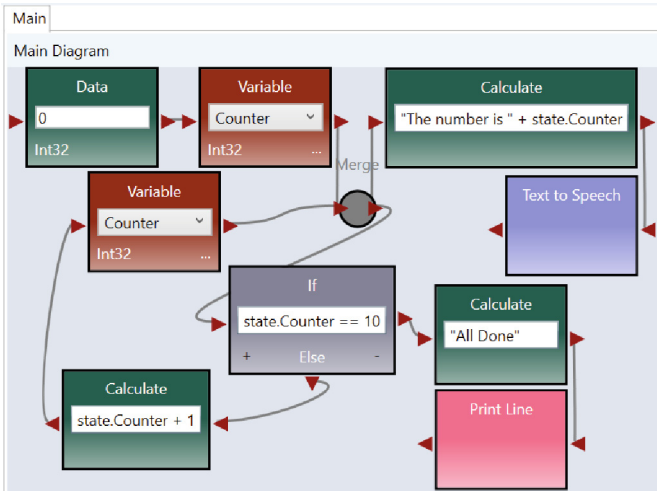 Main
Main Diagram
Data
0
Int32
Variable
Counter
Int32 ...
Calculate
"The number is " + state.Counter
Merge
Variable
Counter
Int32 ...
Text to Speech
If
state.Counter == 10
+ Else -
Calculate
"All Done"
Calculate
state.Counter + 1
Print Line